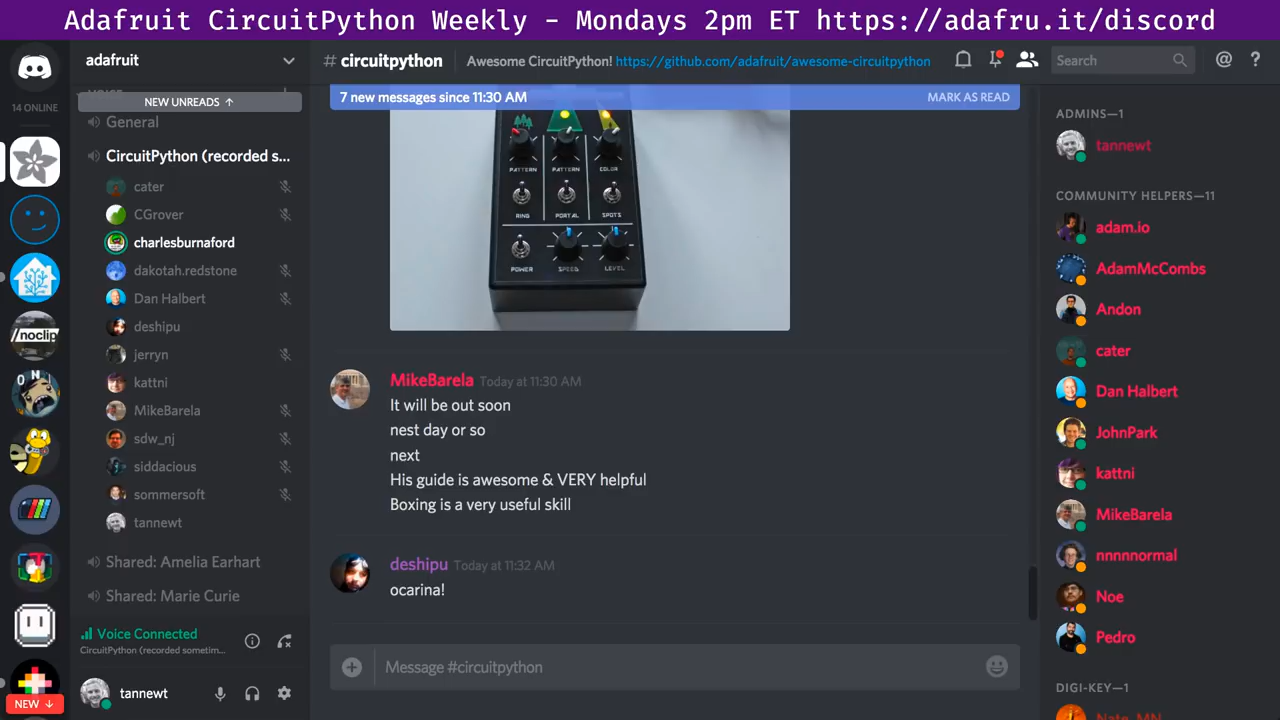 Adafruit CircuitPython Weekly - Mondays 2pm ET https://adafru.it/discord
14 ONLINE
/noclip
NEW ↓
adafruit
NEW UNREADS ↑
General
CircuitPython (recorded s...
cater
CGrover
charlesburnaford
dakotah.redstone
Dan Halbert
deshipu
jerryn
kattni
MikeBarela
sdw_nj
siddacious
sommersoft
tannewt
Shared: Amelia Earhart
Shared: Marie Curie
Voice Connected
CircuitPython (recorded sometim...
tannewt
# circuitpython
Awesome CircuitPython! https://github.com/adafruit/awesome-circuitpython
Search
7 new messages since 11:30 AM
MARK AS READ
PATTERN PATTERN COLOR
RING PORTAL SPOTS
POWER SPEED LEVEL
MikeBarela Today at 11:30 AM
It will be out soon
nest day or so
next
His guide is awesome & VERY helpful
Boxing is a very useful skill
deshipu Today at 11:32 AM
ocarina!
Message #circuitpython
ADMINS—1
tannewt
COMMUNITY HELPERS—11
adam.io
AdamMcCombs
Andon
cater
Dan Halbert
JohnPark
kattni
MikeBarela
nnnnnormal
Noe
Pedro
DIGI-KEY—1